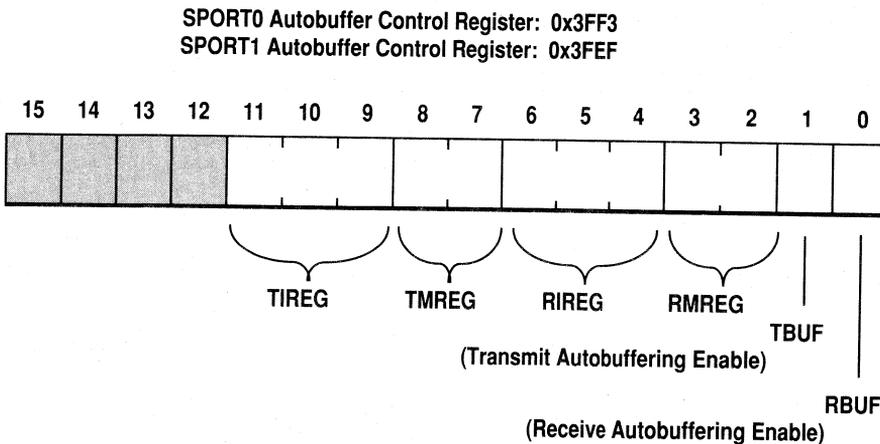 SPORT0 Autobuffer Control Register: 0x3FF3
SPORT1 Autobuffer Control Register: 0x3FEF
15 14 13 12 11 10 9 8 7 6 5 4 3 2 1 0
TIREG TMREG RIREG RMREG
TBUF
(Transmit Autobuffering Enable)
RBUF
(Receive Autobuffering Enable)